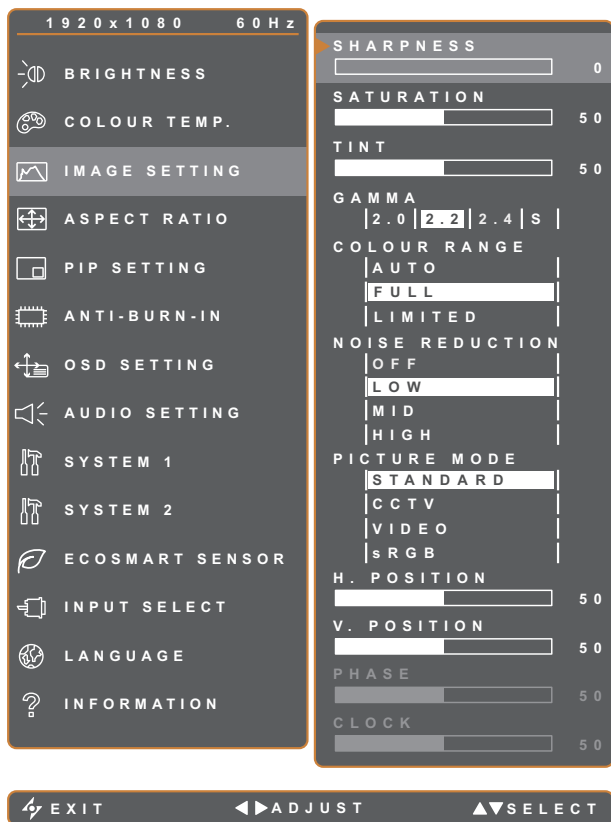 1920x1080 60Hz
BRIGHTNESS
COLOUR TEMP.
IMAGE SETTING
ASPECT RATIO
PIP SETTING
ANTI-BURN-IN
OSD SETTING
AUDIO SETTING
SYSTEM 1
SYSTEM 2
ECOSMART SENSOR
INPUT SELECT
LANGUAGE
INFORMATION
SHARPNESS
0
SATURATION
50
TINT
50
GAMMA
2.0 2.2 2.4 S
COLOUR RANGE
AUTO
FULL
LIMITED
NOISE REDUCTION
OFF
LOW
MID
HIGH
PICTURE MODE
STANDARD
CCTV
VIDEO
sRGB
H. POSITION
50
V. POSITION
50
PHASE
50
CLOCK
50
EXIT ADJUST SELECT